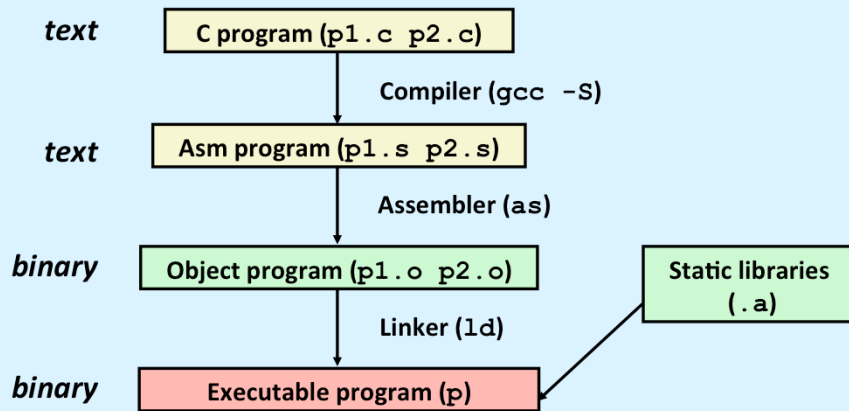 text
C program (p1.c p2.c)
Compiler (gcc -S)
text
Asm program (p1.s p2.s)
Assembler (as)
binary
Object program (p1.o p2.o)
Static libraries
(.a)
Linker (ld)
binary
Executable program (p)